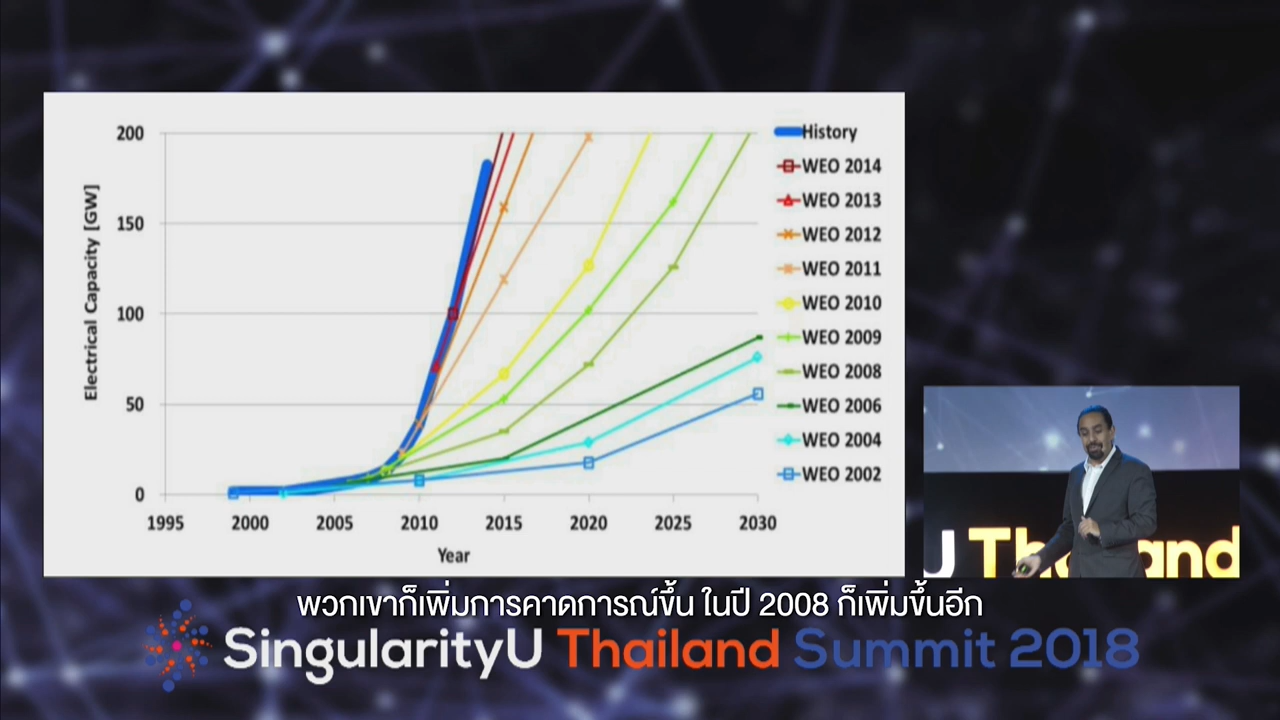 200
150
100
50
0
Electrical Capacity [GW]
1995 2000 2005 2010 2015 2020 2025 2030
Year
History
WEO 2014
WEO 2013
WEO 2012
WEO 2011
WEO 2010
WEO 2009
WEO 2008
WEO 2006
WEO 2004
WEO 2002
U Thailand
พวกเขาก็เพิ่มการคาดการณ์ขึ้น ในปี 2008 ก็เพิ่มขึ้นอีก
SingularityU Thailand Summit 2018